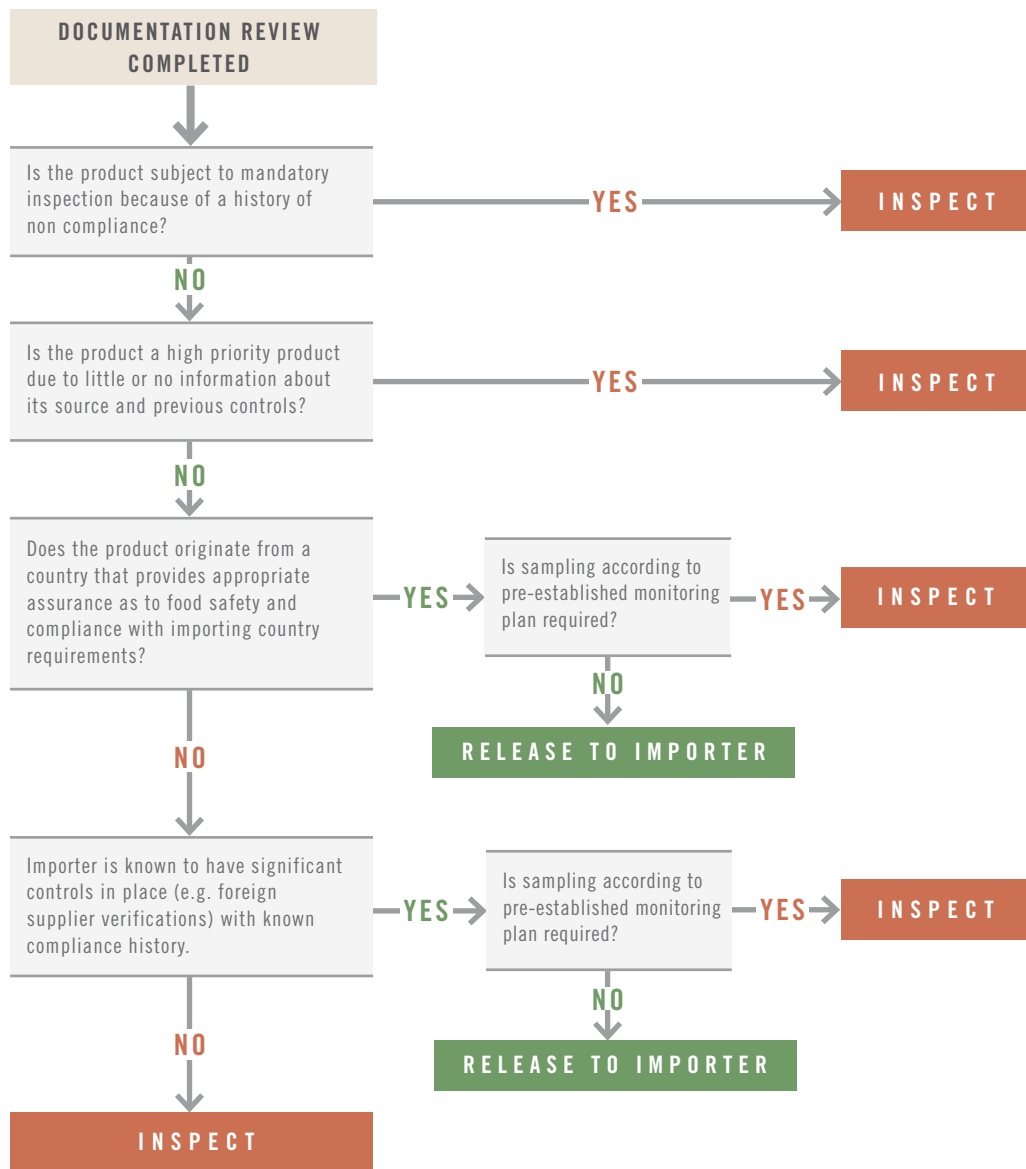 DOCUMENTATION REVIEW
COMPLETED
Is the product subject to mandatory
inspection because of a history of
non compliance?
YES
INSPECT
NO
Is the product a high priority product
due to little or no information about
its source and previous controls?
YES
INSPECT
NO
Does the product originate from a
country that provides appropriate
assurance as to food safety and
compliance with importing country
requirements?
YES
Is sampling according to
pre-established monitoring
plan required?
YES
INSPECT
NO
RELEASE TO IMPORTER
NO
Importer is known to have significant
controls in place (e.g. foreign
supplier verifications) with known
compliance history.
YES
Is sampling according to
pre-established monitoring
plan required?
YES
INSPECT
NO
RELEASE TO IMPORTER
NO
INSPECT